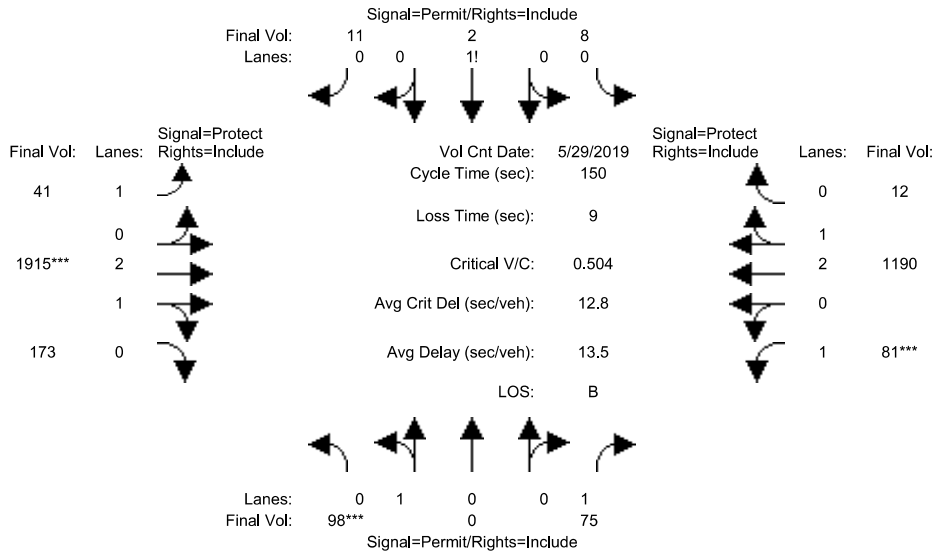 Signal=Permit/Rights=Include
Final Vol: 11 2 8
Lanes: 0 0 1! 0 0
Signal=Protect Signal=Protect
Final Vol: Lanes: Rights=Include Vol Cnt Date: 5/29/2019 Rights=Include Lanes: Final Vol:
Cycle Time (sec): 150
41 1 0 12
Loss Time (sec): 9
0 1
1915*** 2 Critical V/C: 0.504 2 1190
1 Avg Crit Del (sec/veh): 12.8 0
173 0 Avg Delay (sec/veh): 13.5 1 81***
LOS: B
Lanes: 0 1 0 0 1
Final Vol: 98*** 0 75
Signal=Permit/Rights=Include